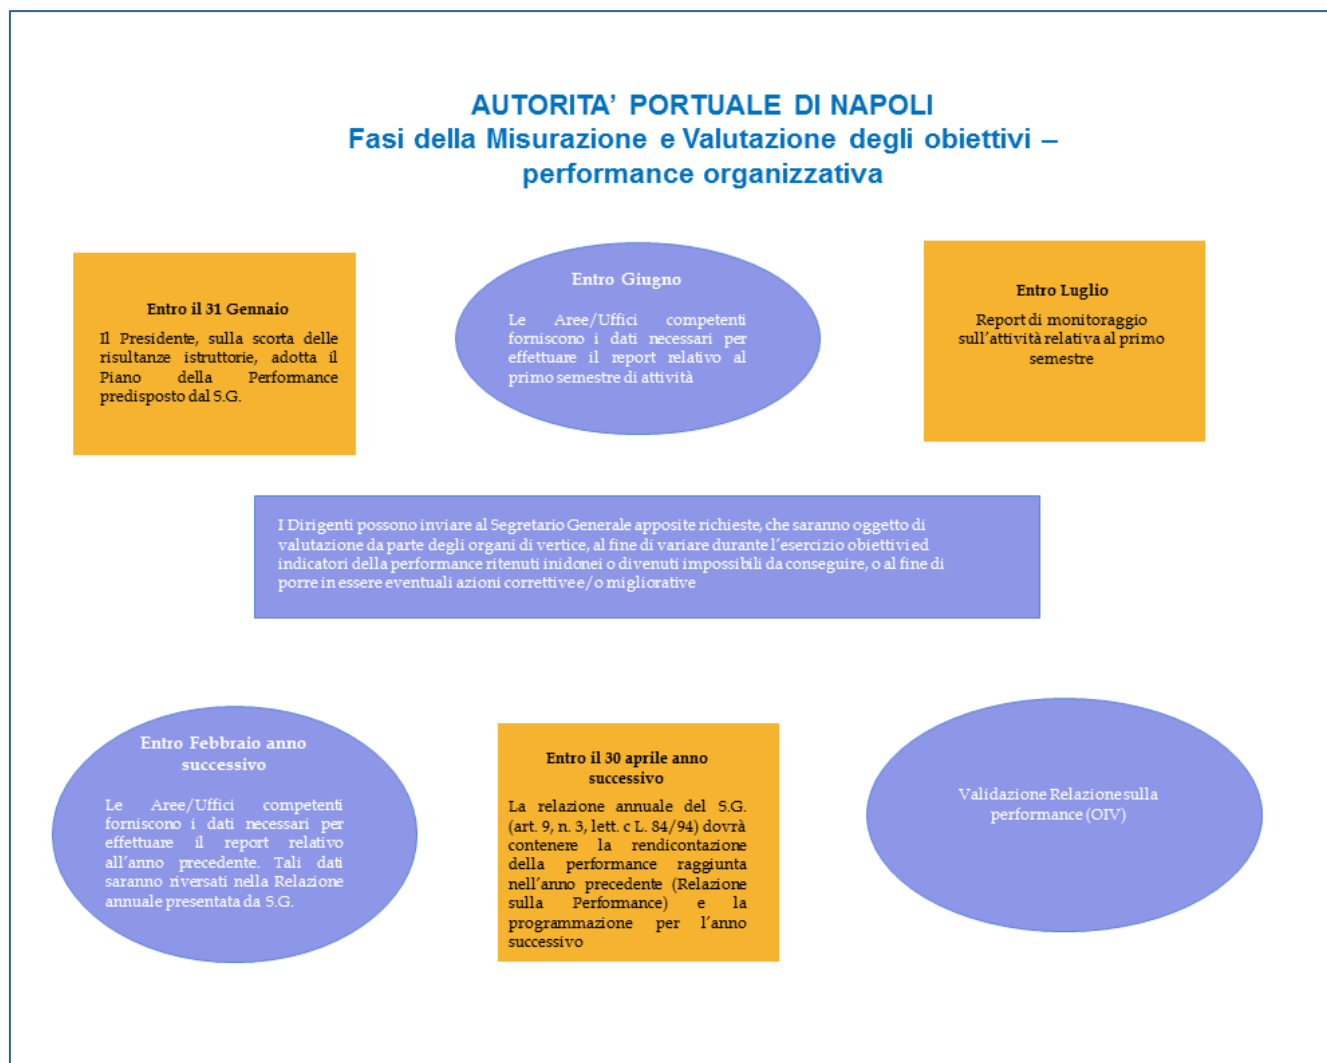 AUTORITA’ PORTUALE DI NAPOLI
Fasi della Misurazione e Valutazione degli obiettivi –
performance organizzativa
Entro il 31 Gennaio
Il Presidente, sulla scorta delle
risultanze istruttorie, adotta il
Piano della Performance
predisposto dal S.G.
Entro Giugno
Le Aree/Uffici competenti
forniscono i dati necessari per
effettuare il report relativo al
primo semestre di attività
Entro Luglio
Report di monitoraggio
sull’attività relativa al primo
semestre
I Dirigenti possono inviare al Segretario Generale apposite richieste, che saranno oggetto di
valutazione da parte degli organi di vertice, al fine di variare durante l’esercizio obiettivi ed
indicatori della performance ritenuti inidonei o divenuti impossibili da conseguire, o al fine di
porre in essere eventuali azioni correttive e/o migliorative
Entro Febbraio anno
successivo
Le Aree/Uffici competenti
forniscono i dati necessari per
effettuare il report relativo
all’anno precedente. Tali dati
saranno riversati nella Relazione
annuale presentata da S.G.
Entro il 30 aprile anno
successivo
La relazione annuale del S.G.
(art. 9, n. 3, lett. c L. 84/94) dovrà
contenere la rendicontazione
della performance raggiunta
nell’anno precedente (Relazione
sulla Performance) e la
programmazione per l’anno
successivo
Validazione Relazione sulla
performance (OIV)